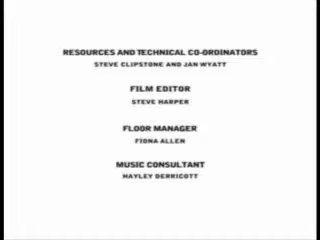 RESOURCES AND TECHNICAL CO-ORDINATORS
STEVE CLIPSTONE AND JAN WYATT
FILM EDITOR
STEVE HARPER
FLOOR MANAGER
FIONA ALLEN
MUSIC CONSULTANT
HAYLEY DERRICOTT